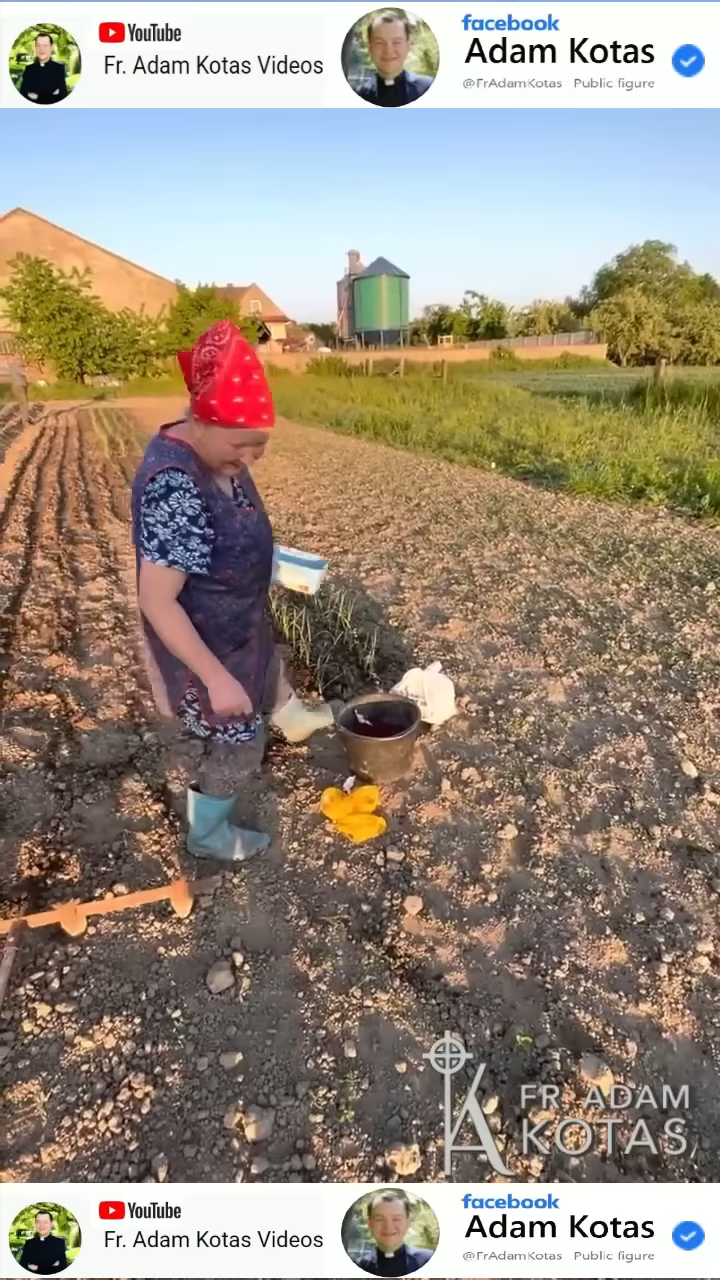 YouTube
Fr. Adam Kotas Videos
facebook
Adam Kotas
@FrAdamKotas Public figure
FR. ADAM
KOTAS
YouTube
Fr. Adam Kotas Videos
facebook
Adam Kotas
@FrAdamKotas Public figure